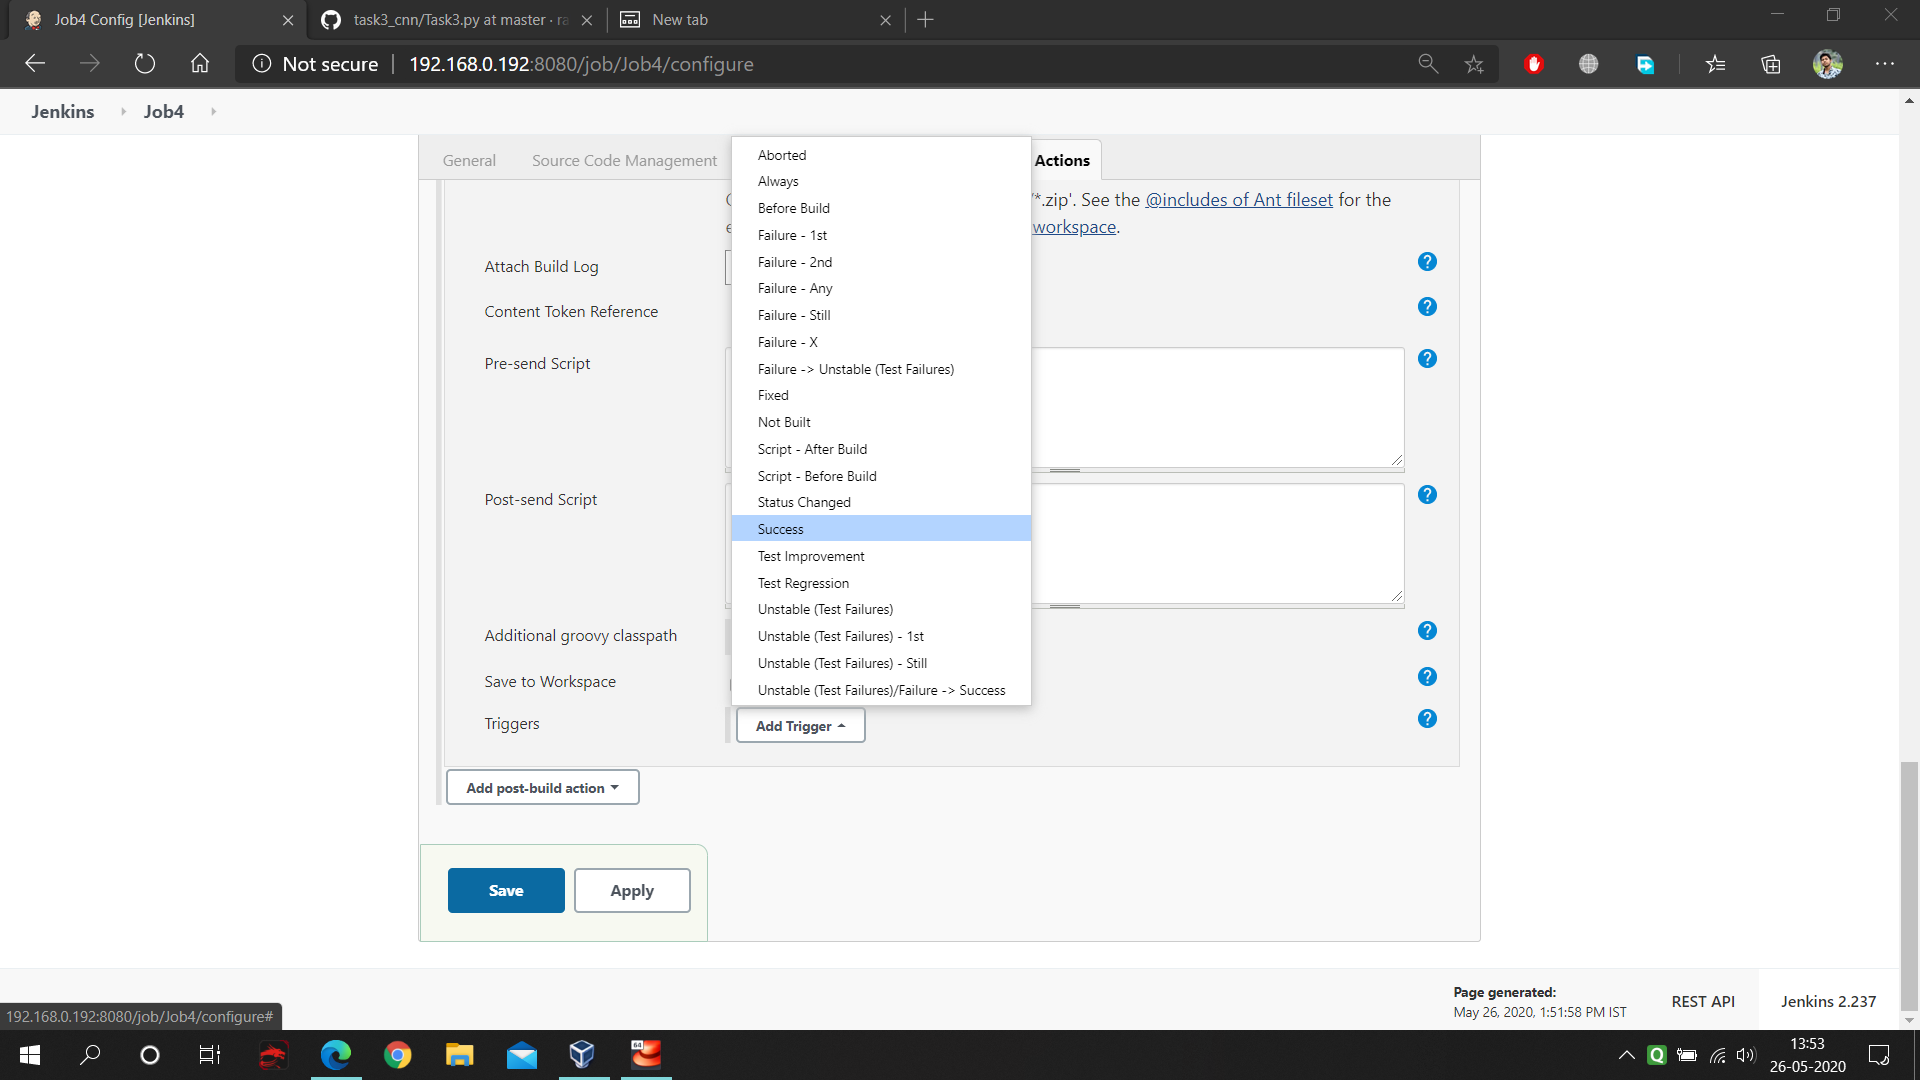 Job4 Config [Jenkins]
task3_cnn/Task3.py at master · ra
New tab
Not secure
192.168.0.192:8080/job/Job4/configure
Jenkins
Job4
General
Source Code Management
Actions
/*.zip'. See the @includes of Ant fileset for the
workspace.
Aborted
Always
Before Build
Failure - 1st
Failure - 2nd
Failure - Any
Failure - Still
Failure - X
Failure -> Unstable (Test Failures)
Fixed
Not Built
Script - After Build
Script - Before Build
Status Changed
Success
Test Improvement
Test Regression
Unstable (Test Failures)
Unstable (Test Failures) - 1st
Unstable (Test Failures) - Still
Unstable (Test Failures)/Failure -> Success
Attach Build Log
Content Token Reference
Pre-send Script
Post-send Script
Additional groovy classpath
Save to Workspace
Triggers
Add Trigger
Add post-build action
Save
Apply
Page generated:
May 26, 2020, 1:51:58 PM IST
REST API
Jenkins 2.237
192.168.0.192:8080/job/Job4/configure#
64
Q
13:53
26-05-2020